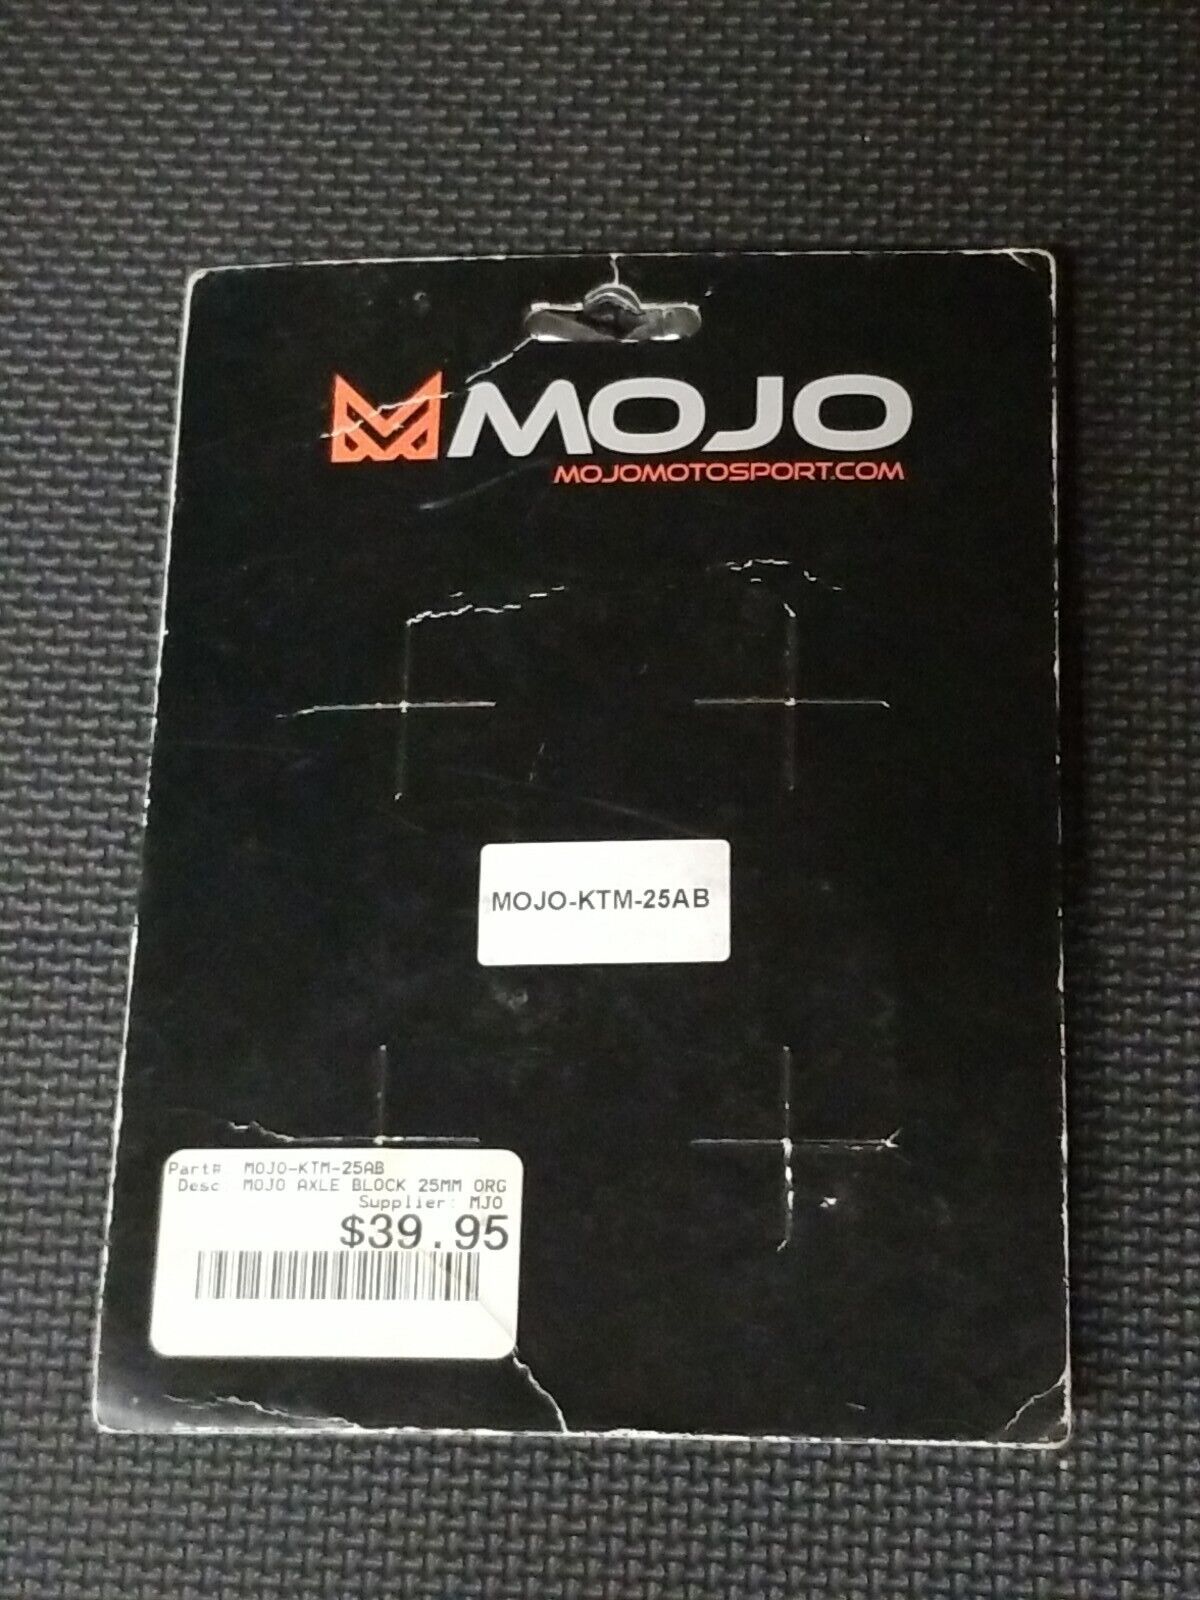 MOJO
MOJOMOTOSPORT.COM
MOJO-KTM-25AB
Part#: MOJO-KTM-25AB
Desc: MOJO AXLE BLOCK 25MM ORG
Supplier: MJO
$39.95